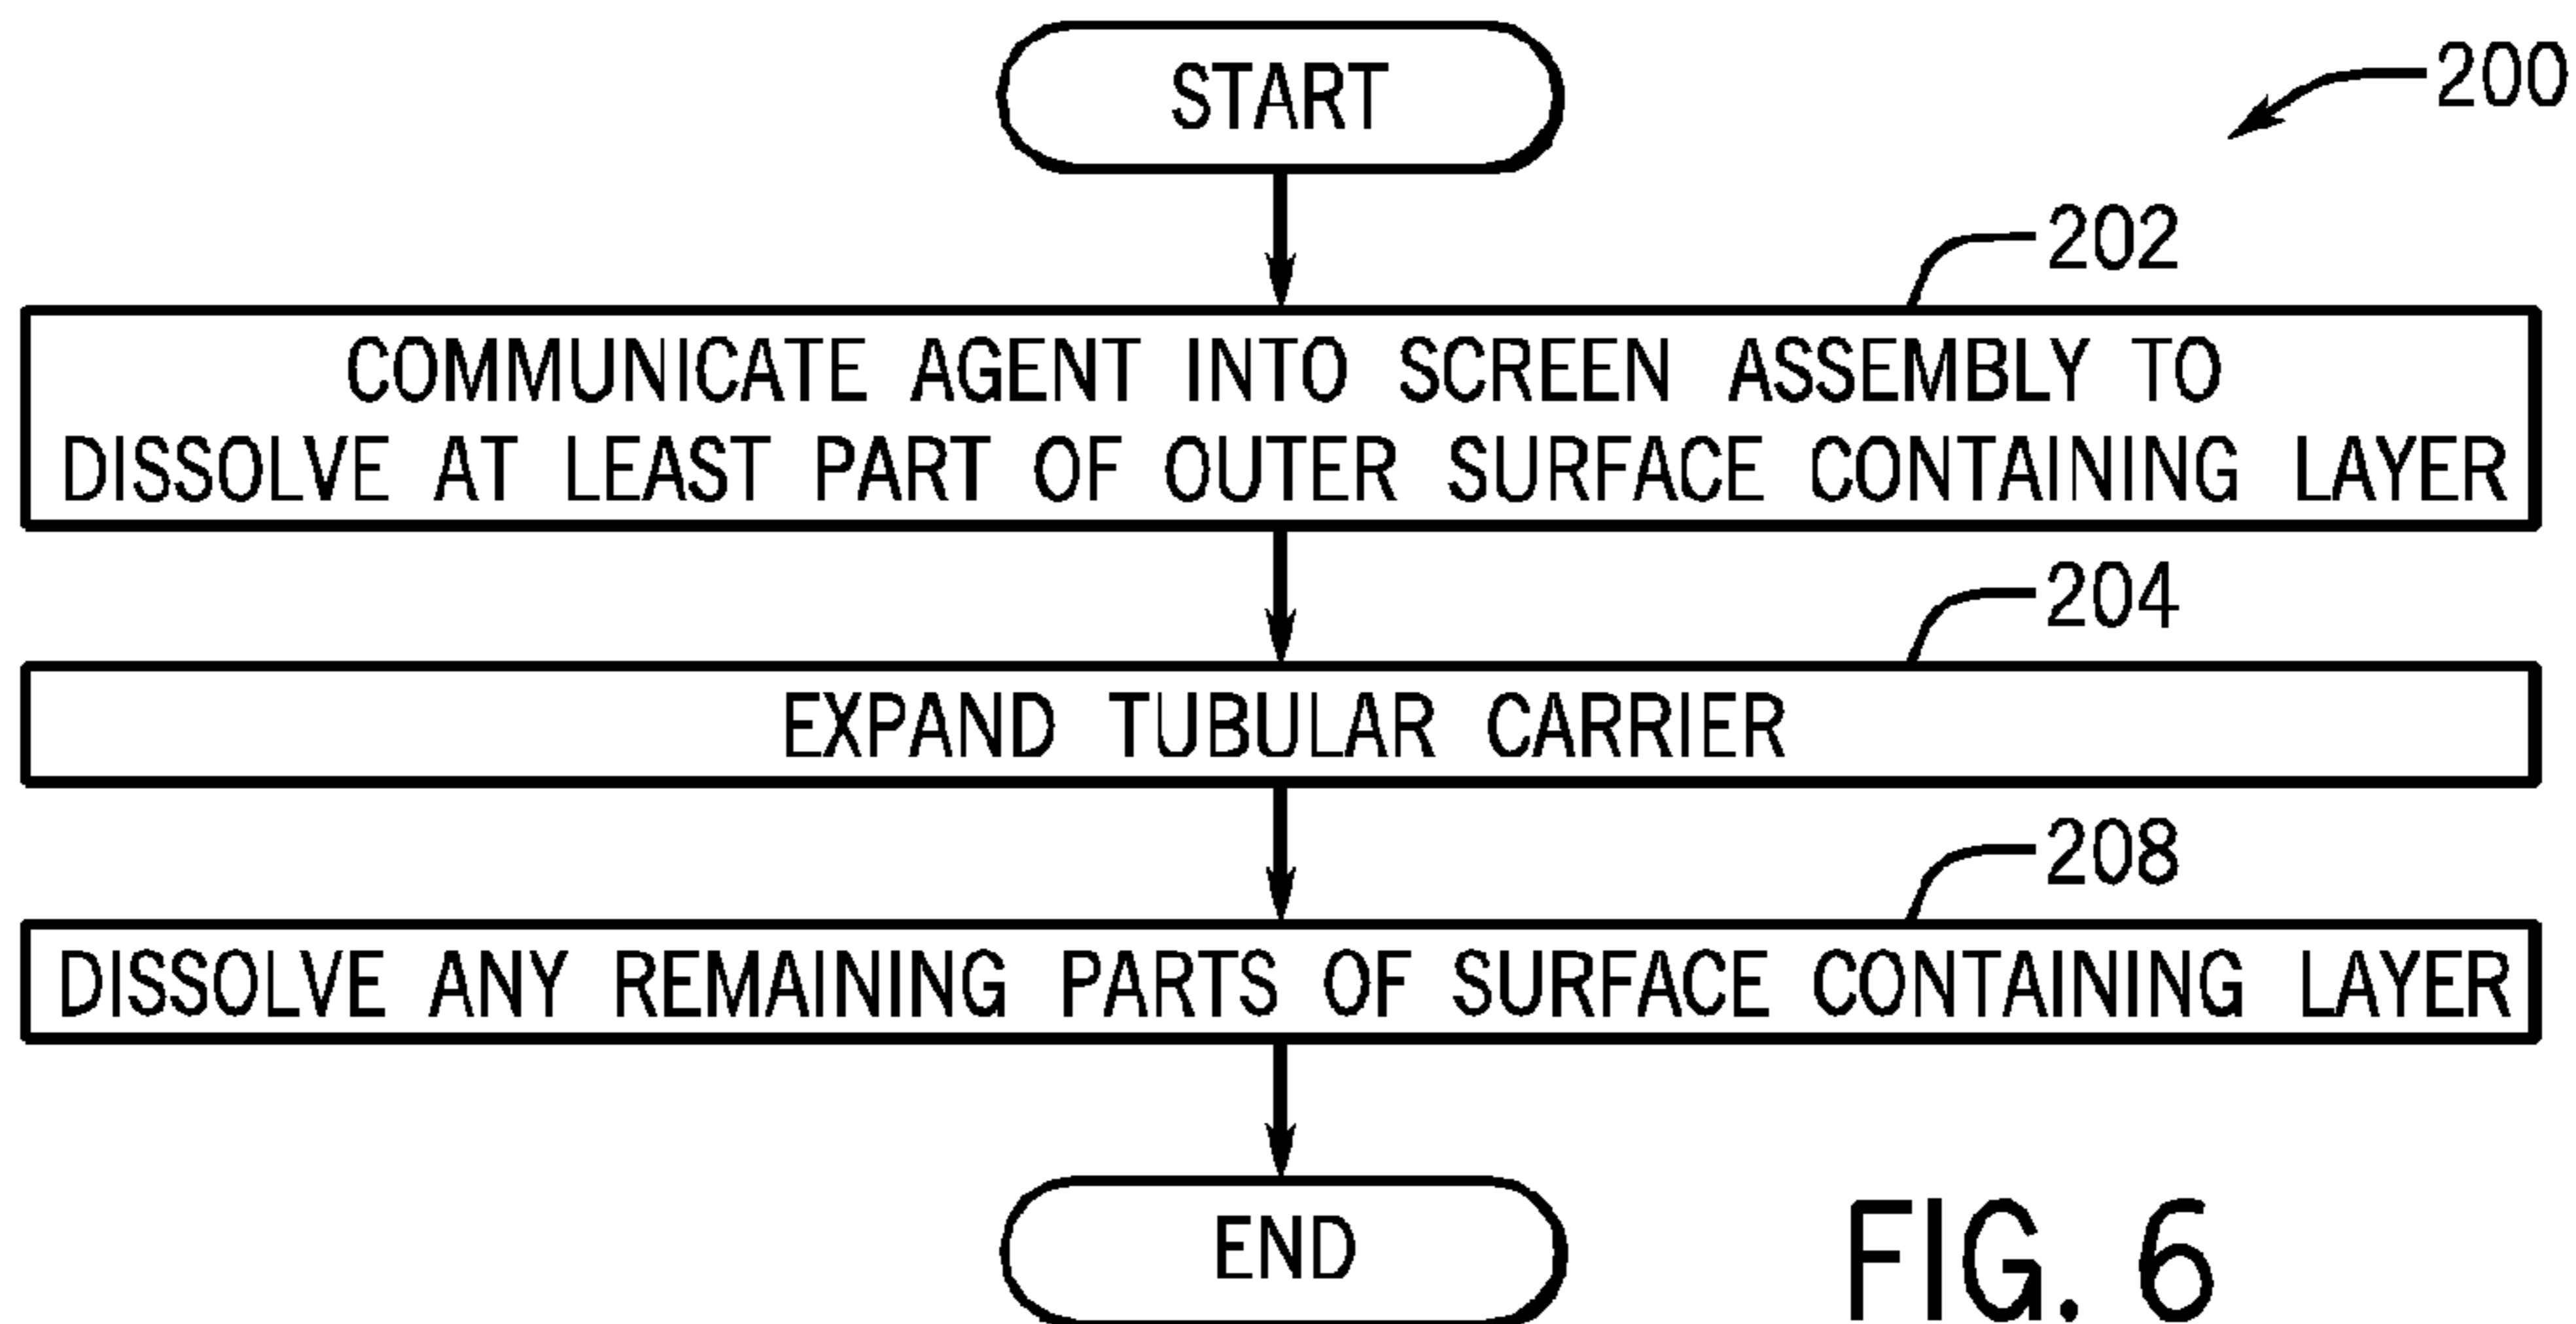 START
200
202
COMMUNICATE AGENT INTO SCREEN ASSEMBLY TO
DISSOLVE AT LEAST PART OF OUTER SURFACE CONTAINING LAYER
204
EXPAND TUBULAR CARRIER
208
DISSOLVE ANY REMAINING PARTS OF SURFACE CONTAINING LAYER
END
FIG. 6